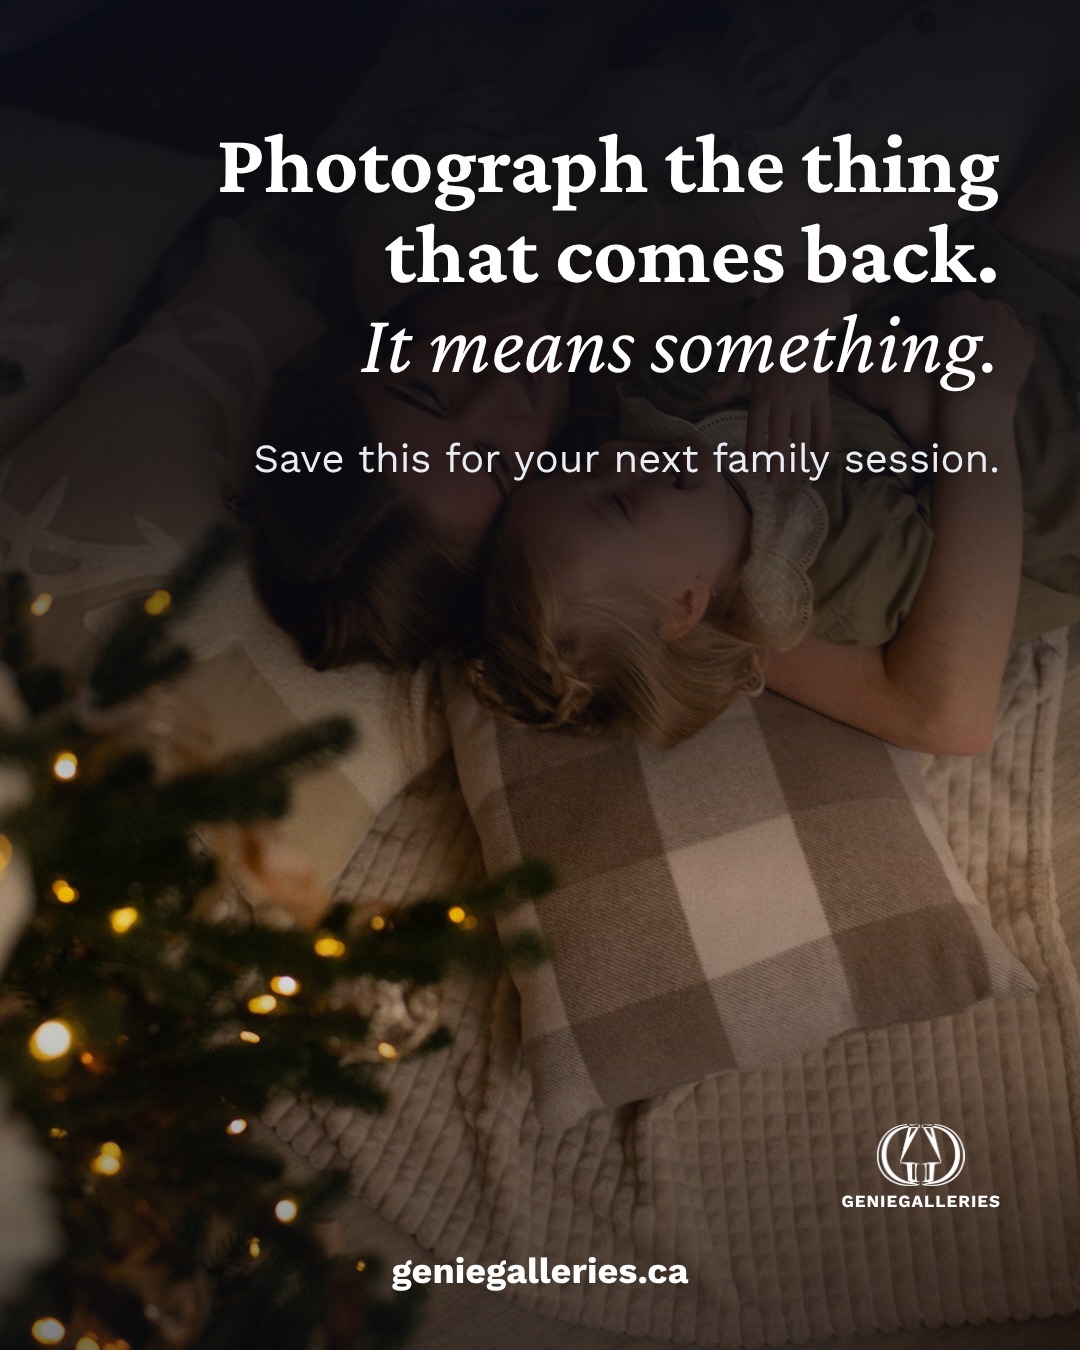 Photograph the thing
that comes back.
It means something.
Save this for your next family session.
GENIEGALLERIES
geniegalleries.ca